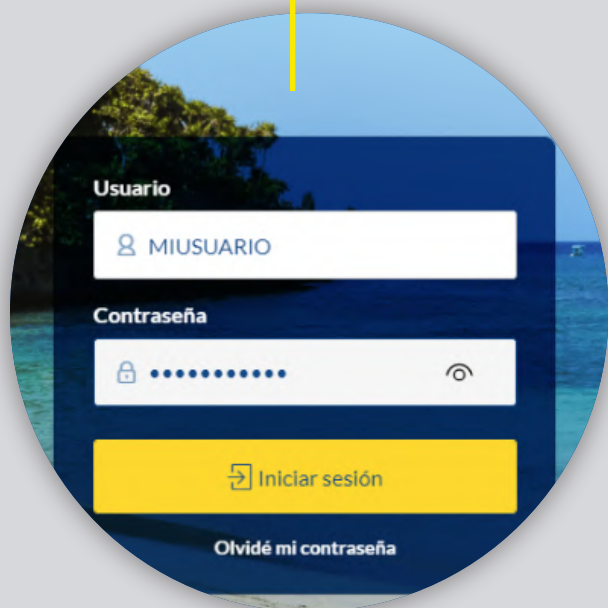 Usuario
MIUSUARIO
Contraseña
•••••••••••
Iniciar sesión
Olvidé mi contraseña